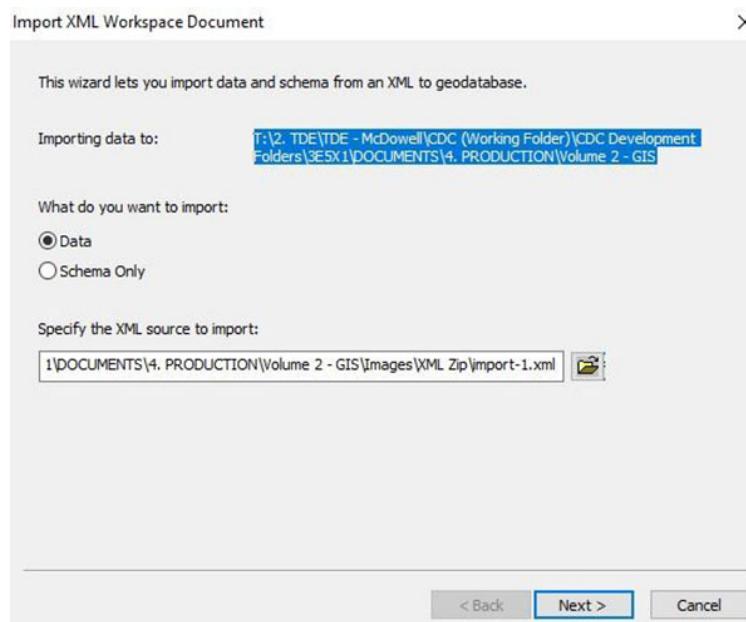 Import XML Workspace Document
This wizard lets you import data and schema from an XML to geodatabase.
Importing data to:
T:\2. TDE\TDE - McDowell\CDC (Working Folder)\CDC Development
Folders\3E5X1\DOCUMENTS\4. PRODUCTION\Volume 2 - GIS
What do you want to import:
Data
Schema Only
Specify the XML source to import:
1\DOCUMENTS\4. PRODUCTION\Volume 2 - GIS\Images\XML Zip\import-1.xml
< Back
Next >
Cancel